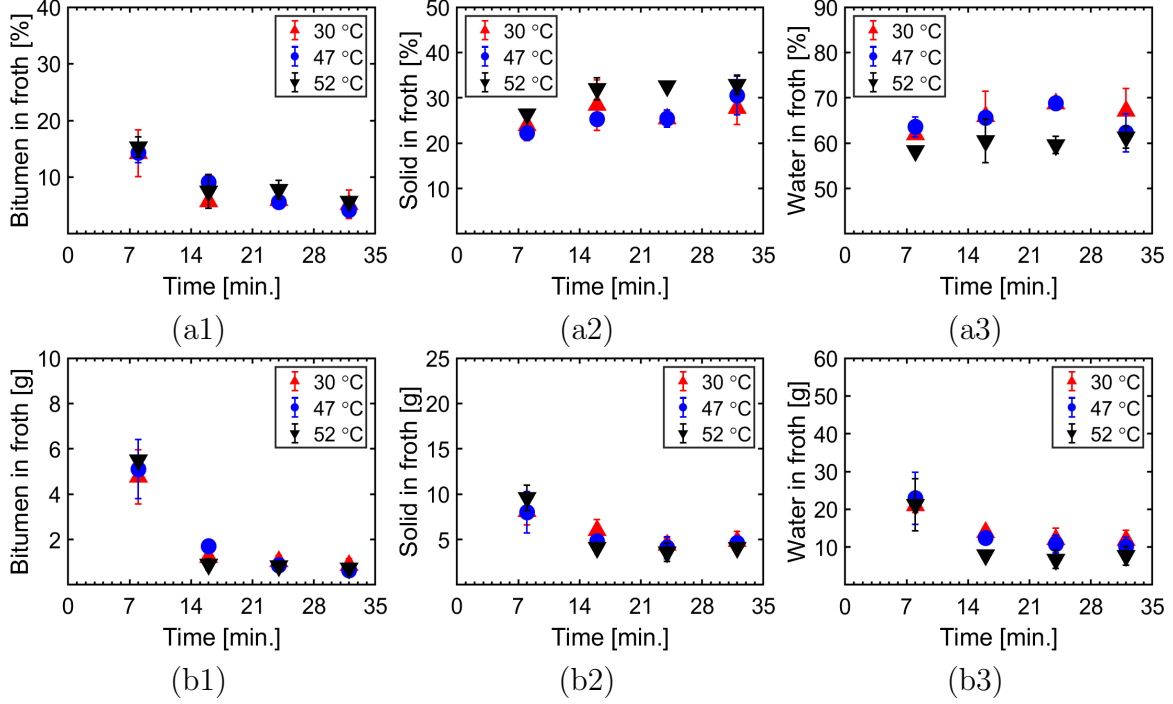 Bitumen in froth [%]
40
30
20
10
30 °C
47 °C
52 °C
0 7 14 21 28 35
Time [min.]
(a1)
Solid in froth [%]
50
40
30
20
10
30 °C
47 °C
52 °C
0 7 14 21 28 35
Time [min.]
(a2)
Water in froth [%]
90
80
70
60
50
30 °C
47 °C
52 °C
0 7 14 21 28 35
Time [min.]
(a3)
Bitumen in froth [g]
10
8
6
4
2
30 °C
47 °C
52 °C
0 7 14 21 28 35
Time [min.]
(b1)
Solid in froth [g]
25
20
15
10
5
30 °C
47 °C
52 °C
0 7 14 21 28 35
Time [min.]
(b2)
Water in froth [g]
60
50
40
30
20
10
30 °C
47 °C
52 °C
0 7 14 21 28 35
Time [min.]
(b3)